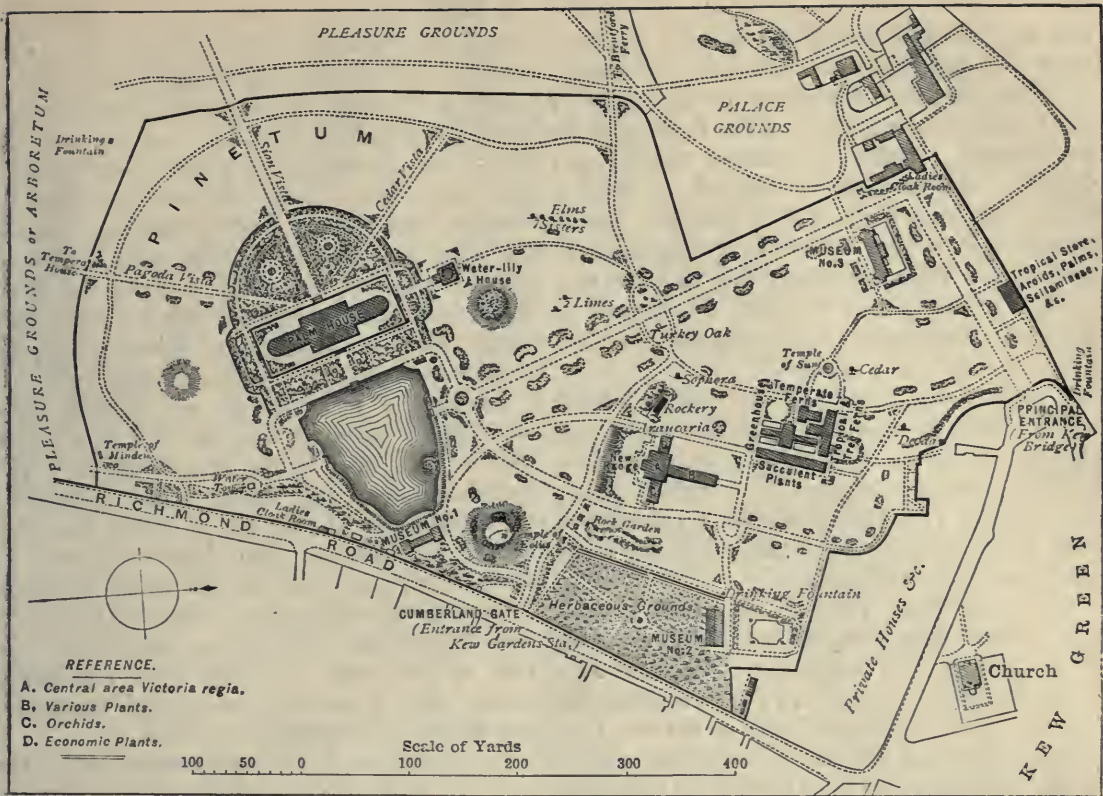 PLEASURE GROUNDS
To Brentford
Ferry
PALACE
GROUNDS
PLEASURE GROUNDS or ARBORETUM
Drinking
Fountain
PINETUM
Sion Vista
Cedar Vista
Ladies
Cloak Room
Elms
7 Sisters
MUSEUM
No. 3
To
Temperate
House
Pagoda Vista
Water-lily
House
Tropical Stove,
Aroids, Palms,
&c.
2 Limes
PALM HOUSE
Turkey Oak
Temple
of Sun
Cedar
Drinking
Fountain
Sophora
Temperate
Ferns
Rockery
Greenhouse
Tropical
Ferns
Tree Ferns
PRINCIPAL
ENTRANCE
(From Kew
Bridge)
Araucaria
Succulent
Plants
Temple of
Minden
Ladies
Cloak Room
MUSEUM No. 1
Rock Garden
RICHMOND ROAD
Drinking Fountain
Herbaceous Grounds
CUMBERLAND GATE
(Entrance from
Kew Gardens Sta.)
MUSEUM
No. 2
Private Houses &c.
Church
KEW GREEN
REFERENCE.
A. Central area Victoria regia.
B. Various Plants.
C. Orchids.
D. Economic Plants.
Scale of Yards
100 50 0 100 200 300 400